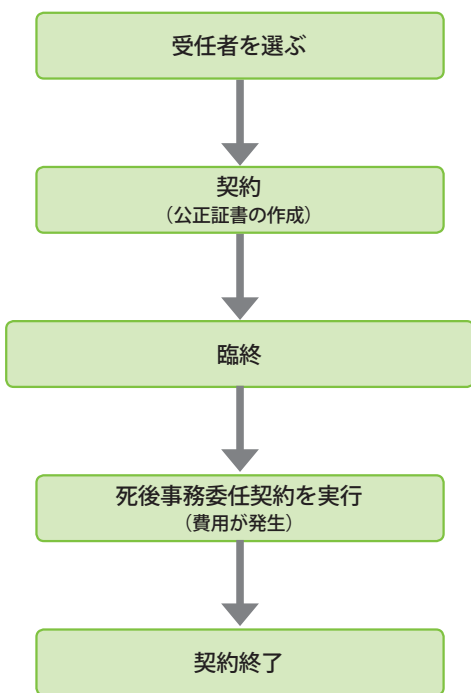 受任者を選ぶ
契約
（公正証書の作成）
臨終
死後事務委任契約を実行
（費用が発生）
契約終了